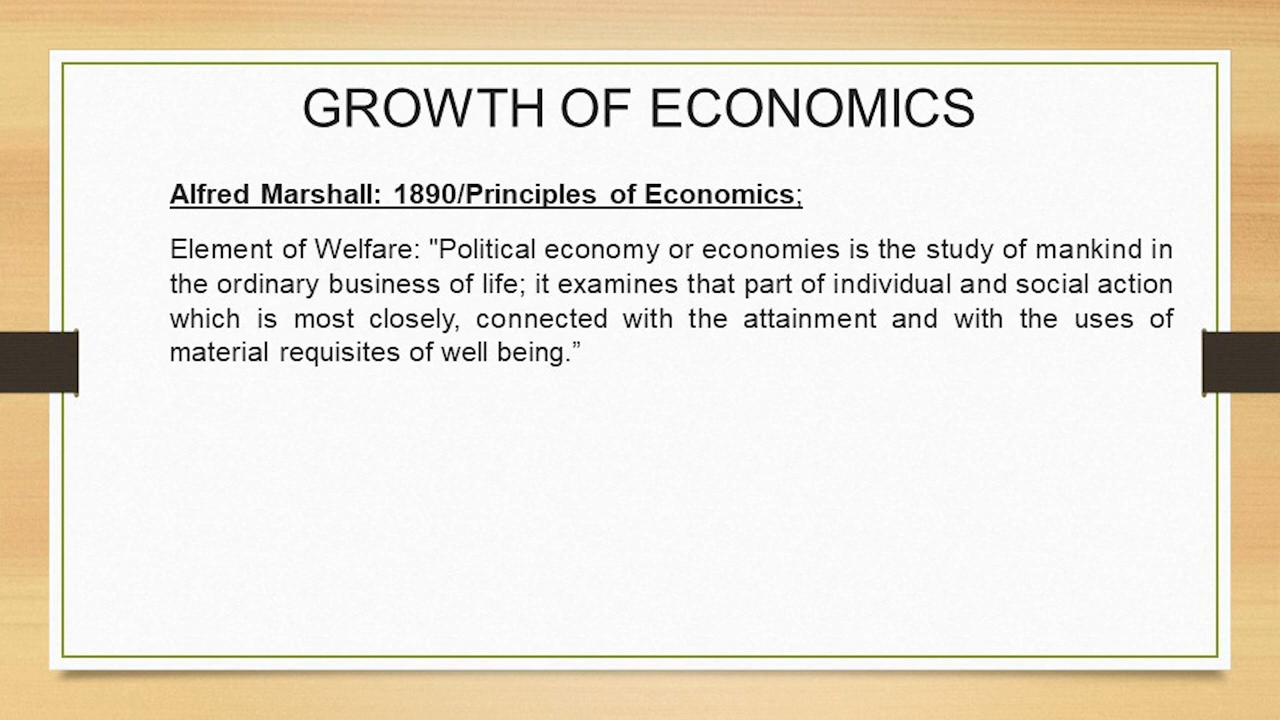 GROWTH OF ECONOMICS
Alfred Marshall: 1890/Principles of Economics;
Element of Welfare: "Political economy or economies is the study of mankind in
the ordinary business of life; it examines that part of individual and social action
which is most closely, connected with the attainment and with the uses of
material requisites of well being.”